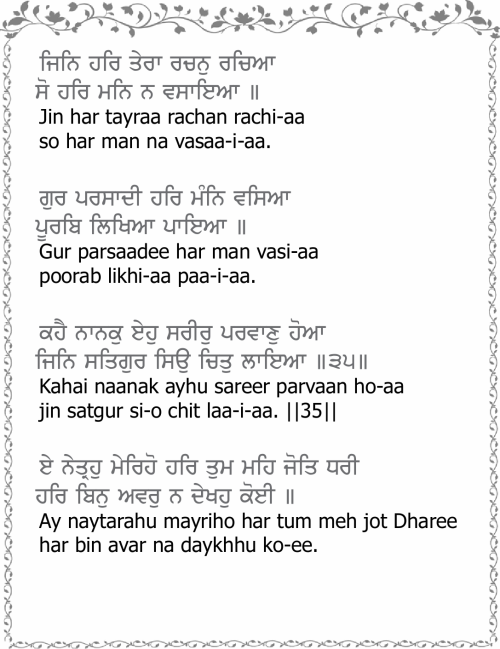 ਜਿਨਿ ਹਰਿ ਤੇਰਾ ਰਚਨੁ ਰਚਿਆ
ਸੋ ਹਰਿ ਮਨਿ ਨ ਵਸਾਇਆ ॥
Jin har tayraa rachan rachi-aa
so har man na vasaa-i-aa.
ਗੁਰ ਪਰਸਾਦੀ ਹਰਿ ਮੰਨਿ ਵਸਿਆ
ਪੂਰਬਿ ਲਿਖਿਆ ਪਾਇਆ ॥
Gur parsaadee har man vasi-aa
poorab likhi-aa paa-i-aa.
ਕਹੈ ਨਾਨਕੁ ਏਹੁ ਸਰੀਰੁ ਪਰਵਾਣੁ ਹੋਆ
ਜਿਨਿ ਸਤਿਗੁਰ ਸਿਉ ਚਿਤੁ ਲਾਇਆ ॥੩੫॥
Kahai naanak ayhu sareer parvaan ho-aa
jin satgur si-o chit laa-i-aa. ||35||
ਏ ਨੇਤ੍ਰਹੁ ਮੇਰਿਹੋ ਹਰਿ ਤੁਮ ਮਹਿ ਜੋਤਿ ਧਰੀ
ਹਰਿ ਬਿਨੁ ਅਵਰੁ ਨ ਦੇਖਹੁ ਕੋਈ ॥
Ay naytarahu mayriho har tum meh jot Dharee
har bin avar na daykhhu ko-ee.